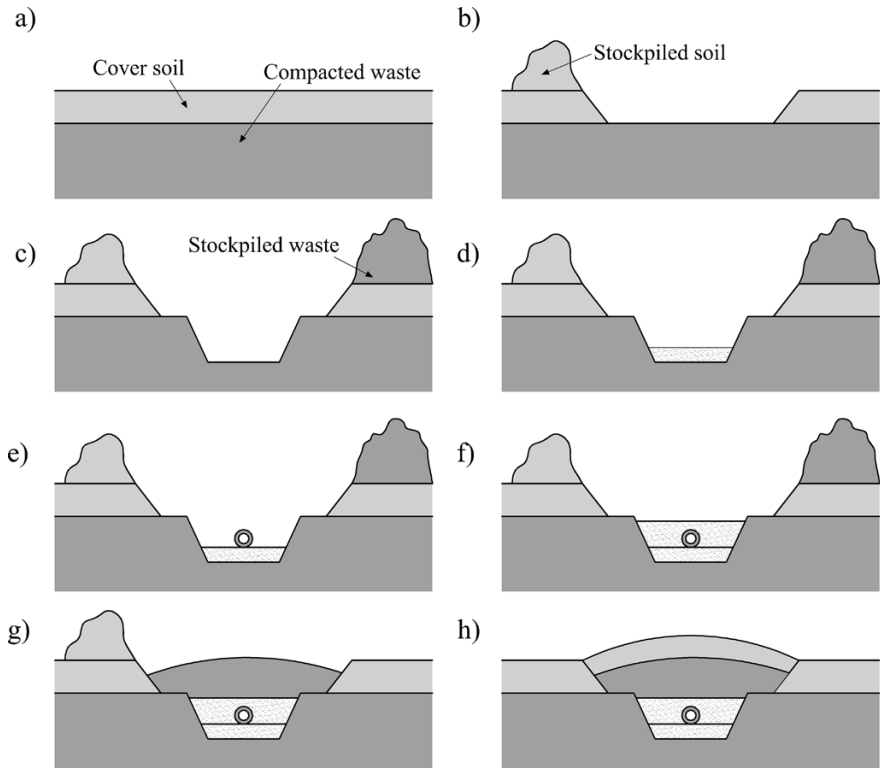 a)
Cover soil
Compacted waste
b)
Stockpiled soil
c)
Stockpiled waste
d)
e)
f)
g)
h)